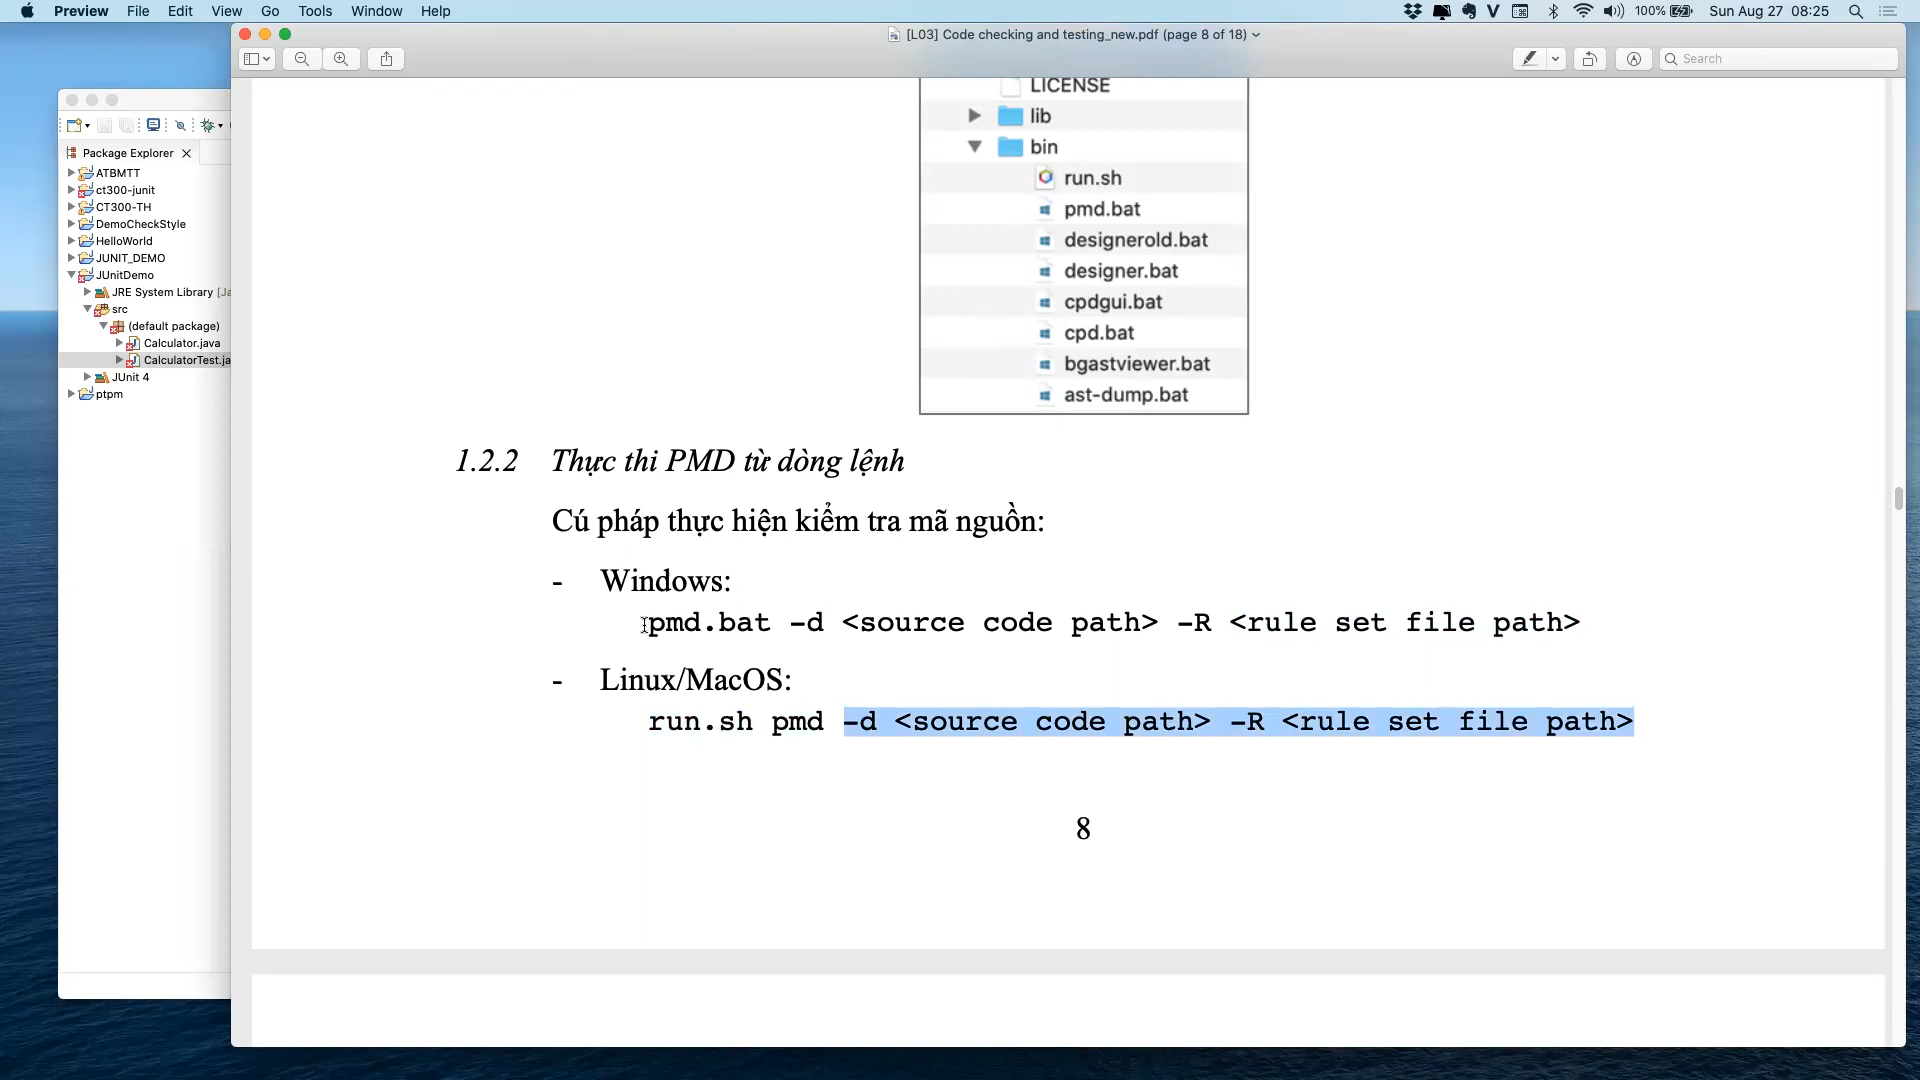 Preview File Edit View Go Tools Window Help
100% Sun Aug 27 08:25
[L03] Code checking and testing_new.pdf (page 8 of 18)
Search
Package Explorer
ATBMTT
ct300-junit
CT300-TH
DemoCheckStyle
HelloWorld
JUNIT_DEMO
JUnitDemo
JRE System Library [Ja
src
(default package)
Calculator.java
CalculatorTest.ja
JUnit 4
ptpm
LICENSE
lib
bin
run.sh
pmd.bat
designerold.bat
designer.bat
cpdgui.bat
cpd.bat
bgastviewer.bat
ast-dump.bat
1.2.2 Thực thi PMD từ dòng lệnh
Cú pháp thực hiện kiểm tra mã nguồn:
- Windows:
pmd.bat -d <source code path> -R <rule set file path>
- Linux/MacOS:
run.sh pmd -d <source code path> -R <rule set file path>
8